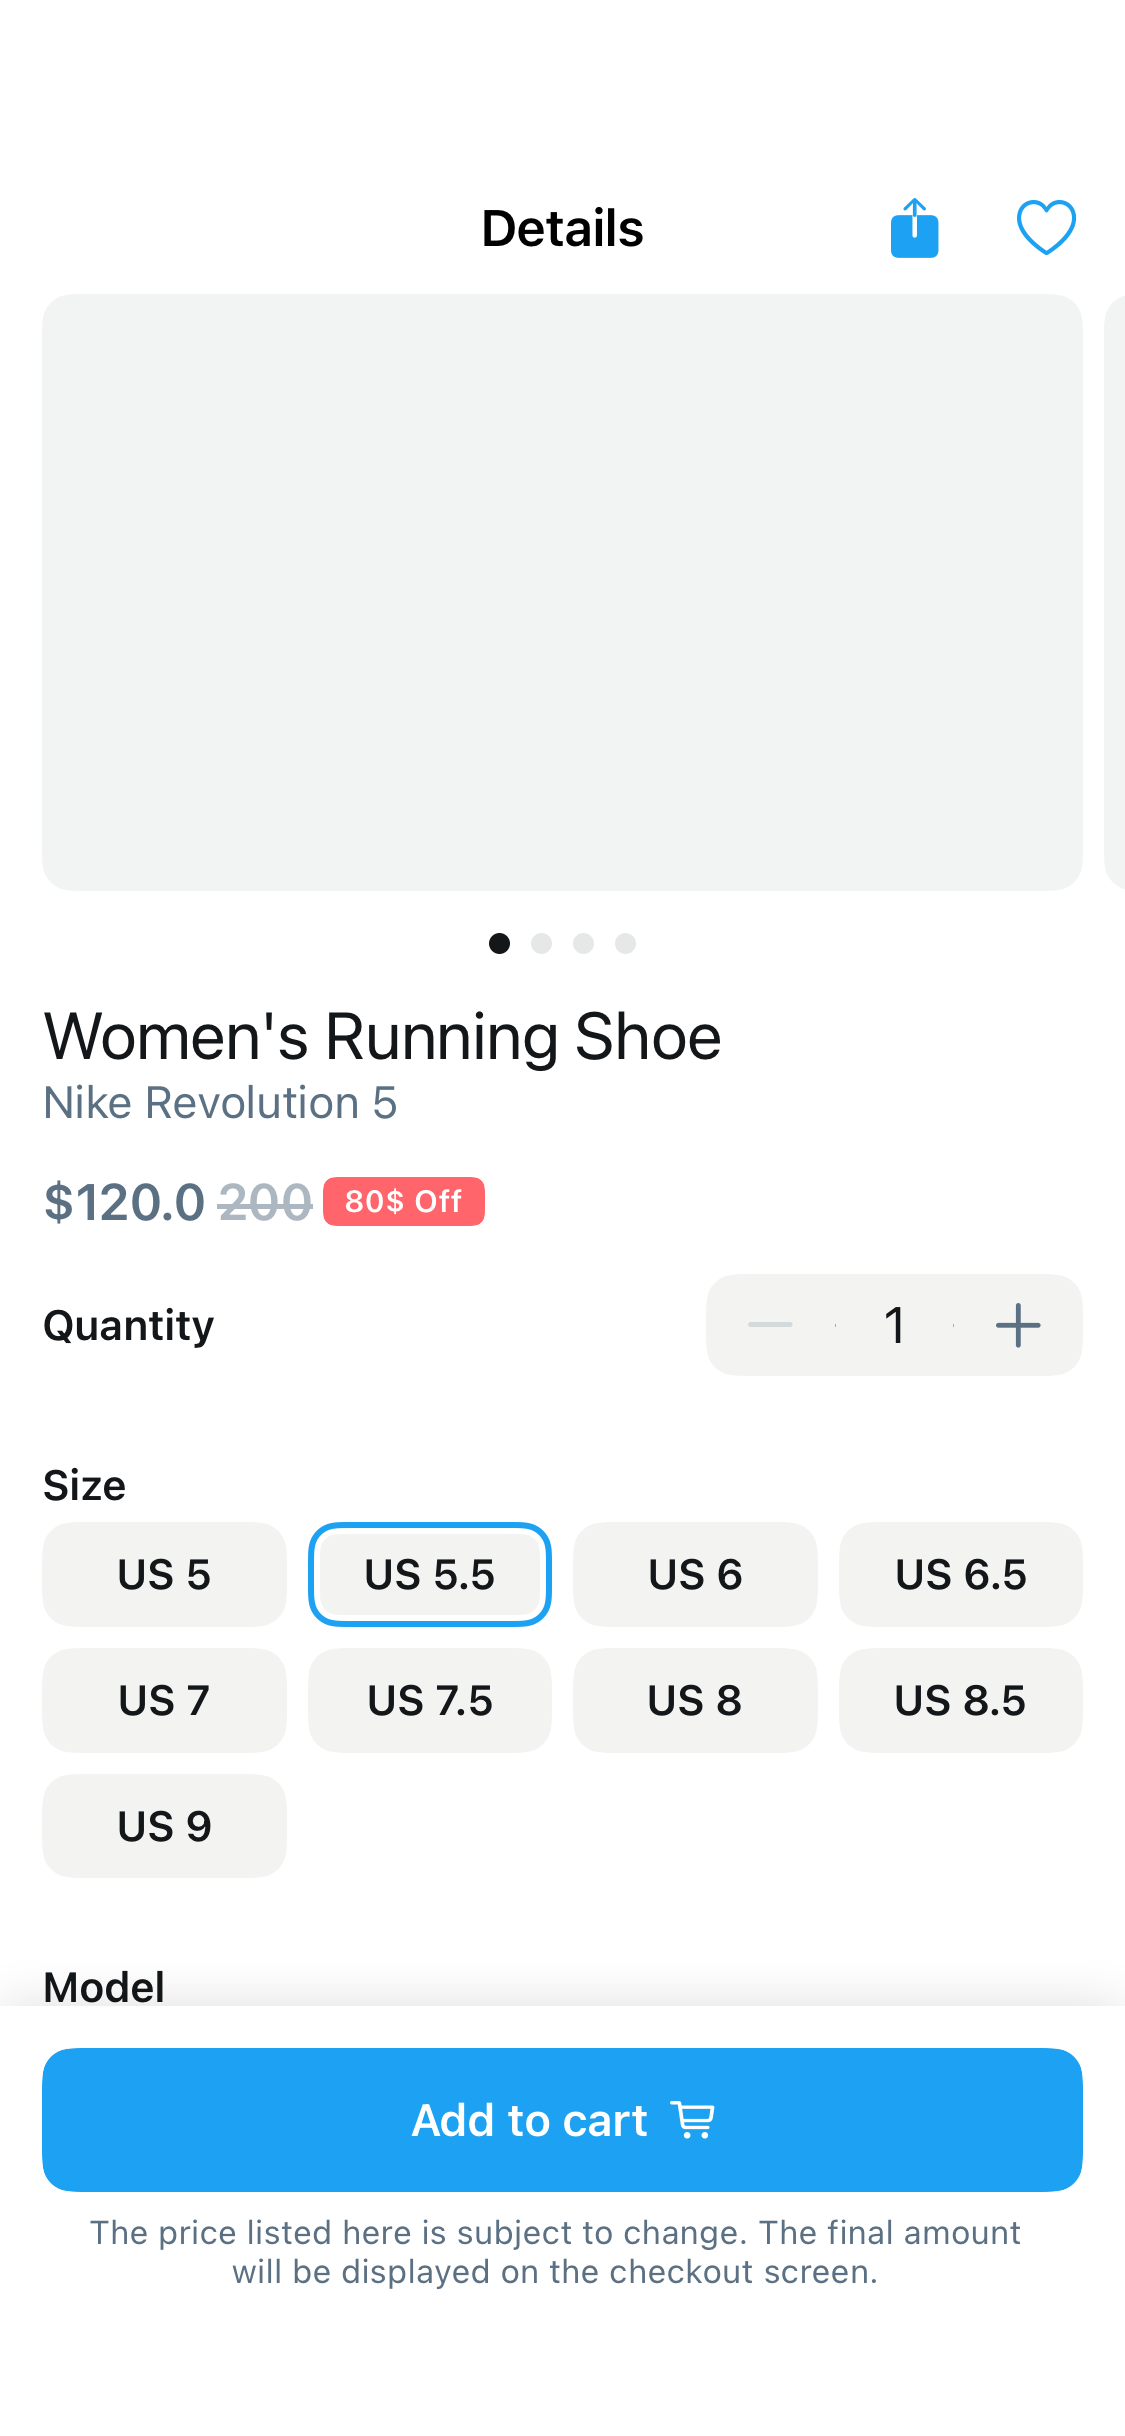 Details
Women's Running Shoe
Nike Revolution 5
$120.0 200 80$ Off
Quantity 1
Size
US 5 US 5.5 US 6 US 6.5
US 7 US 7.5 US 8 US 8.5
US 9
Model
Add to cart
The price listed here is subject to change. The final amount
will be displayed on the checkout screen.